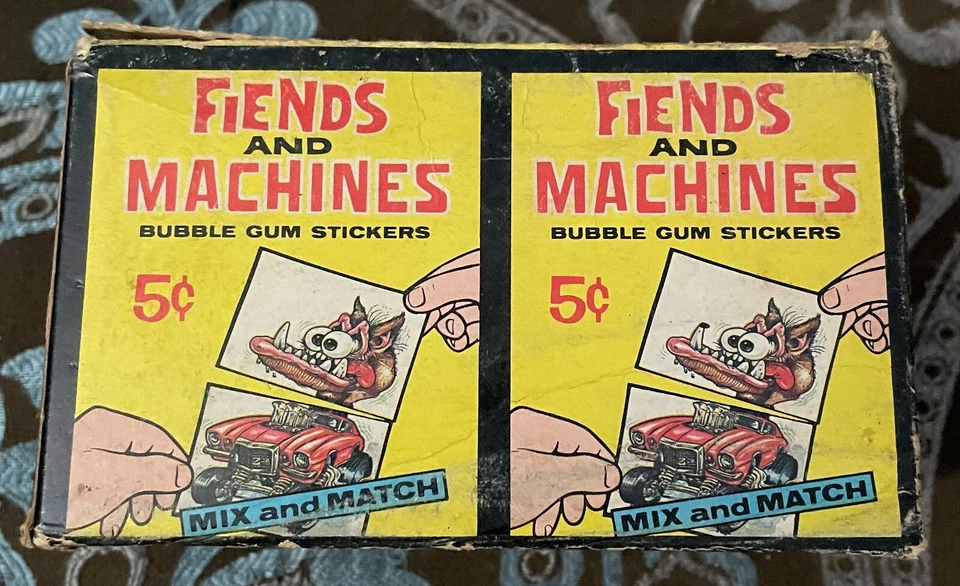 FIENDS
AND
MACHINES
BUBBLE GUM STICKERS
5¢
MIX and MATCH
FIENDS
AND
MACHINES
BUBBLE GUM STICKERS
5¢
MIX and MATCH